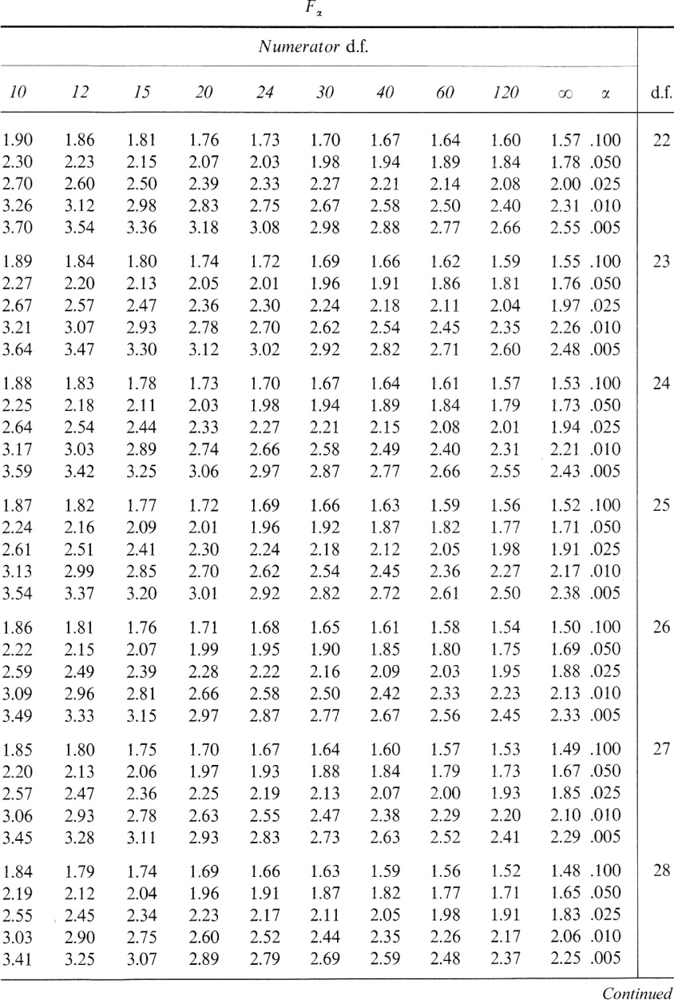 Fα
Numerator d.f.
10 12 15 20 24 30 40 60 120 ∞ α d.f.
1.90 1.86 1.81 1.76 1.73 1.70 1.67 1.64 1.60 1.57 .100 22
2.30 2.23 2.15 2.07 2.03 1.98 1.94 1.89 1.84 1.78 .050
2.70 2.60 2.50 2.39 2.33 2.27 2.21 2.14 2.08 2.00 .025
3.26 3.12 2.98 2.83 2.75 2.67 2.58 2.50 2.40 2.31 .010
3.70 3.54 3.36 3.18 3.08 2.98 2.88 2.77 2.66 2.55 .005
1.89 1.84 1.80 1.74 1.72 1.69 1.66 1.62 1.59 1.55 .100 23
2.27 2.20 2.13 2.05 2.01 1.96 1.91 1.86 1.81 1.76 .050
2.67 2.57 2.47 2.36 2.30 2.24 2.18 2.11 2.04 1.97 .025
3.21 3.07 2.93 2.78 2.70 2.62 2.54 2.45 2.35 2.26 .010
3.64 3.47 3.30 3.12 3.02 2.92 2.82 2.71 2.60 2.48 .005
1.88 1.83 1.78 1.73 1.70 1.67 1.64 1.61 1.57 1.53 .100 24
2.25 2.18 2.11 2.03 1.98 1.94 1.89 1.84 1.79 1.73 .050
2.64 2.54 2.44 2.33 2.27 2.21 2.15 2.08 2.01 1.94 .025
3.17 3.03 2.89 2.74 2.66 2.58 2.49 2.40 2.31 2.21 .010
3.59 3.42 3.25 3.06 2.97 2.87 2.77 2.66 2.55 2.43 .005
1.87 1.82 1.77 1.72 1.69 1.66 1.63 1.59 1.56 1.52 .100 25
2.24 2.16 2.09 2.01 1.96 1.92 1.87 1.82 1.77 1.71 .050
2.61 2.51 2.41 2.30 2.24 2.18 2.12 2.05 1.98 1.91 .025
3.13 2.99 2.85 2.70 2.62 2.54 2.45 2.36 2.27 2.17 .010
3.54 3.37 3.20 3.01 2.92 2.82 2.72 2.61 2.50 2.38 .005
1.86 1.81 1.76 1.71 1.68 1.65 1.61 1.58 1.54 1.50 .100 26
2.22 2.15 2.07 1.99 1.95 1.90 1.85 1.80 1.75 1.69 .050
2.59 2.49 2.39 2.28 2.22 2.16 2.09 2.03 1.95 1.88 .025
3.09 2.96 2.81 2.66 2.58 2.50 2.42 2.33 2.23 2.13 .010
3.49 3.33 3.15 2.97 2.87 2.77 2.67 2.56 2.45 2.33 .005
1.85 1.80 1.75 1.70 1.67 1.64 1.60 1.57 1.53 1.49 .100 27
2.20 2.13 2.06 1.97 1.93 1.88 1.84 1.79 1.73 1.67 .050
2.57 2.47 2.36 2.25 2.19 2.13 2.07 2.00 1.93 1.85 .025
3.06 2.93 2.78 2.63 2.55 2.47 2.38 2.29 2.20 2.10 .010
3.45 3.28 3.11 2.93 2.83 2.73 2.63 2.52 2.41 2.29 .005
1.84 1.79 1.74 1.69 1.66 1.63 1.59 1.56 1.52 1.48 .100 28
2.19 2.12 2.04 1.96 1.91 1.87 1.82 1.77 1.71 1.65 .050
2.55 2.45 2.34 2.23 2.17 2.11 2.05 1.98 1.91 1.83 .025
3.03 2.90 2.75 2.60 2.52 2.44 2.35 2.26 2.17 2.06 .010
3.41 3.25 3.07 2.89 2.79 2.69 2.59 2.48 2.37 2.25 .005
Continued